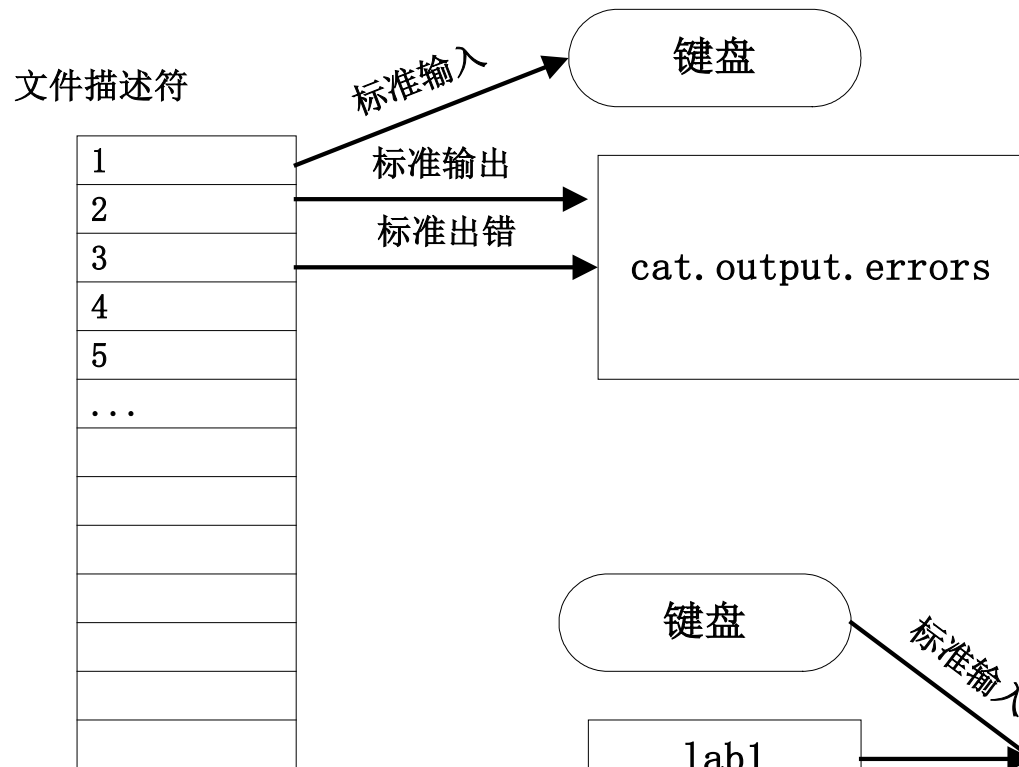 键盘
标准输入
文件描述符
1
标准输出
2
标准出错
3
cat.output.errors
4
5
...
键盘
标准输入
lab1